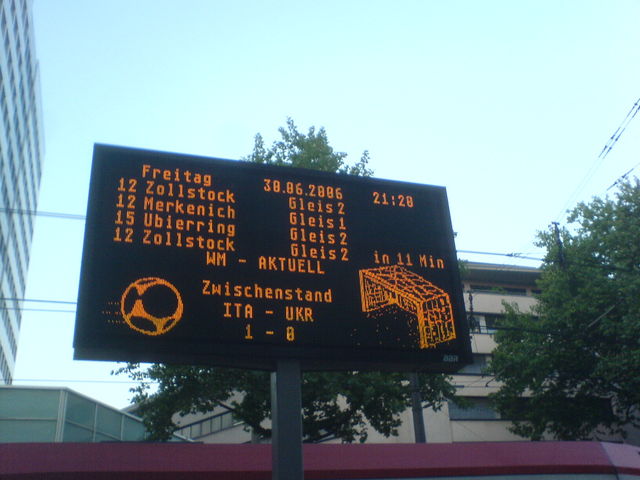 Freitag 30.06.2006 21:20
12 Zollstock Gleis 2
12 Merkenich Gleis 1
15 Ubierring Gleis 2
12 Zollstock Gleis 2 in 11 Min
WM - AKTUELL
Zwischenstand
ITA - UKR
1 - 0